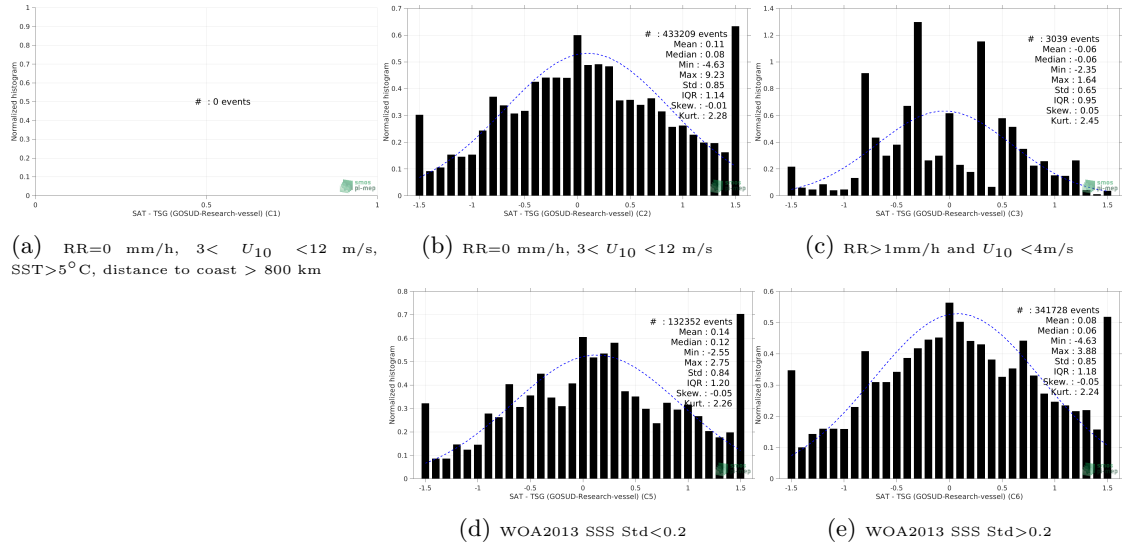 1
0.9
0.8
0.7
0.6
0.5
0.4
0.3
0.2
0.1
0
Normalized histogram
# : 0 events
smos
pi-mep
0 0.5 1
SAT - TSG (GOSUD-Research-vessel) (C1)
(a) RR=0 mm/h, 3< U10 <12 m/s,
SST>5°C, distance to coast > 800 km
0.7
0.6
0.5
0.4
0.3
0.2
0.1
0
Normalized histogram
# : 433209 events
Mean : 0.11
Median : 0.08
Min : -4.63
Max : 9.23
Std : 0.85
IQR : 1.14
Skew. : -0.01
Kurt. : 2.28
smos
pi-mep
-1.5 -1 -0.5 0 0.5 1 1.5
SAT - TSG (GOSUD-Research-vessel) (C2)
(b) RR=0 mm/h, 3< U10 <12 m/s
1.4
1.2
1
0.8
0.6
0.4
0.2
0
Normalized histogram
# : 3039 events
Mean : -0.06
Median : -0.06
Min : -2.35
Max : 1.64
Std : 0.65
IQR : 0.95
Skew. : 0.05
Kurt. : 2.45
smos
pi-mep
-1.5 -1 -0.5 0 0.5 1 1.5
SAT - TSG (GOSUD-Research-vessel) (C3)
(c) RR>1mm/h and U10 <4m/s
0.8
0.7
0.6
0.5
0.4
0.3
0.2
0.1
0
Normalized histogram
# : 132352 events
Mean : 0.14
Median : 0.12
Min : -2.55
Max : 2.75
Std : 0.84
IQR : 1.20
Skew. : -0.05
Kurt. : 2.26
smos
pi-mep
-1.5 -1 -0.5 0 0.5 1 1.5
SAT - TSG (GOSUD-Research-vessel) (C5)
(d) WOA2013 SSS Std<0.2
0.6
0.5
0.4
0.3
0.2
0.1
0
Normalized histogram
# : 341728 events
Mean : 0.08
Median : 0.06
Min : -4.63
Max : 3.88
Std : 0.85
IQR : 1.18
Skew. : -0.05
Kurt. : 2.24
smos
pi-mep
-1.5 -1 -0.5 0 0.5 1 1.5
SAT - TSG (GOSUD-Research-vessel) (C6)
(e) WOA2013 SSS Std>0.2